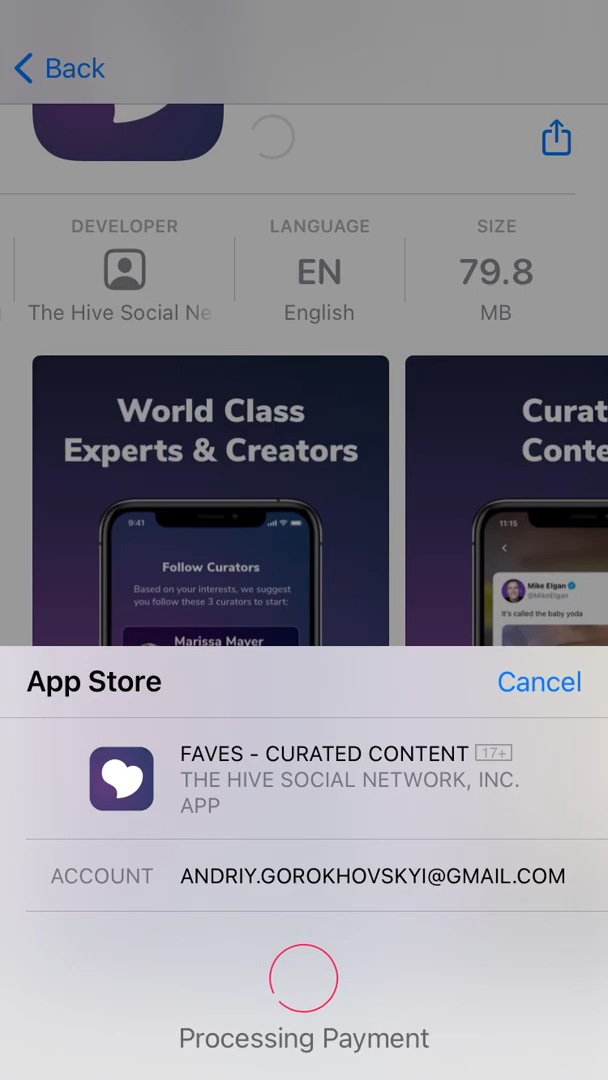 Back
DEVELOPER
LANGUAGE
SIZE
EN
79.8
The Hive Social Ne
English
MB
World Class
Experts & Creators
9:41
Follow Curators
Based on your interests, we suggest
you follow these 3 curators to start:
Marissa Mayer
Curat
Conte
11:15
Mike Elgan
@MikeElgan
It's called the baby yoda
App Store
Cancel
FAVES - CURATED CONTENT 17+
THE HIVE SOCIAL NETWORK, INC.
APP
ACCOUNT
ANDRIY.GOROKHOVSKYI@GMAIL.COM
Processing Payment